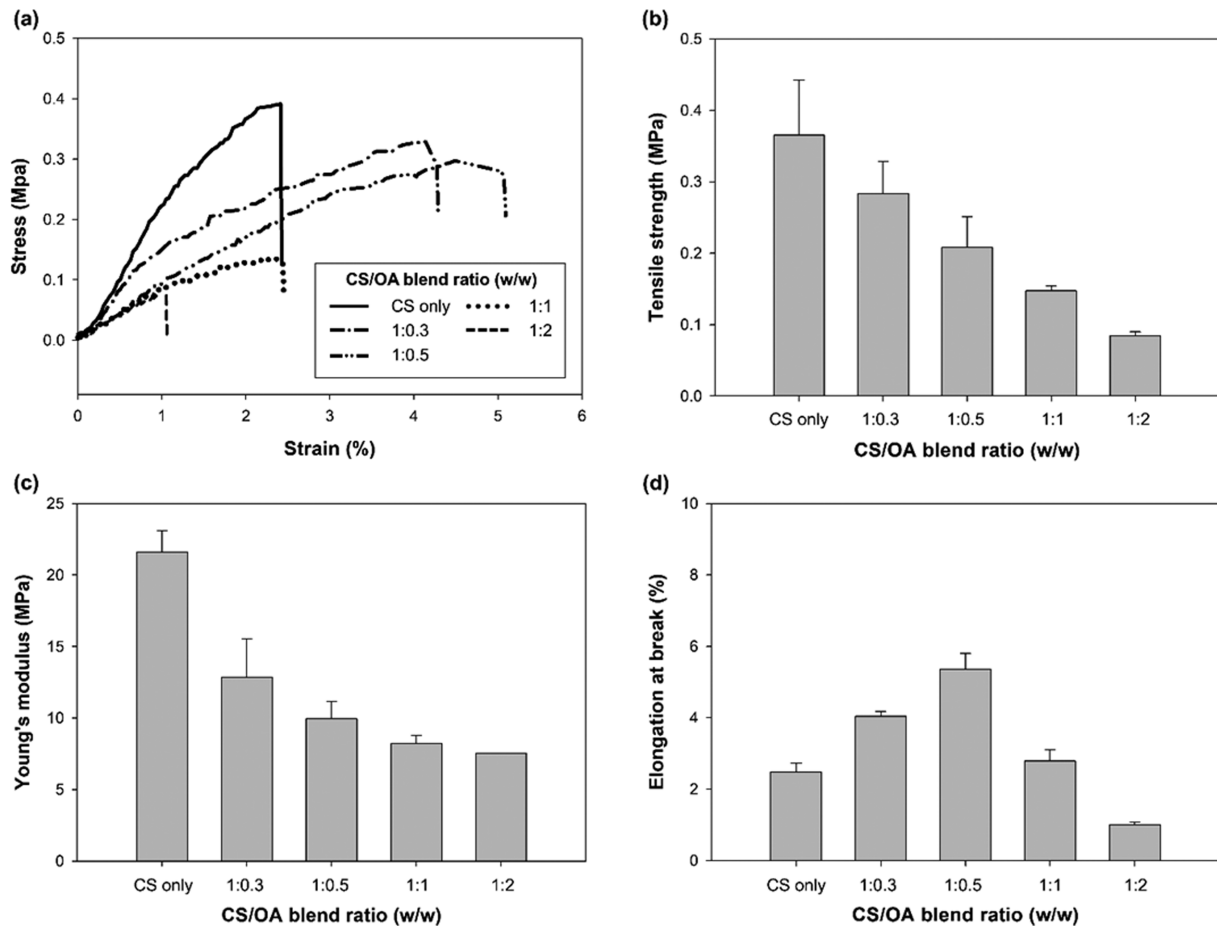 (a)
0.5
0.4
0.3
0.2
0.1
0.0
Stress (Mpa)
CS/OA blend ratio (w/w)
CS only
1:0.3
1:0.5
1:1
1:2
0 1 2 3 4 5 6
Strain (%)
(b)
0.5
0.4
0.3
0.2
0.1
0.0
Tensile strength (MPa)
CS only 1:0.3 1:0.5 1:1 1:2
CS/OA blend ratio (w/w)
(c)
25
20
15
10
5
0
Young's modulus (MPa)
CS only 1:0.3 1:0.5 1:1 1:2
CS/OA blend ratio (w/w)
(d)
10
8
6
4
2
0
Elongation at break (%)
CS only 1:0.3 1:0.5 1:1 1:2
CS/OA blend ratio (w/w)